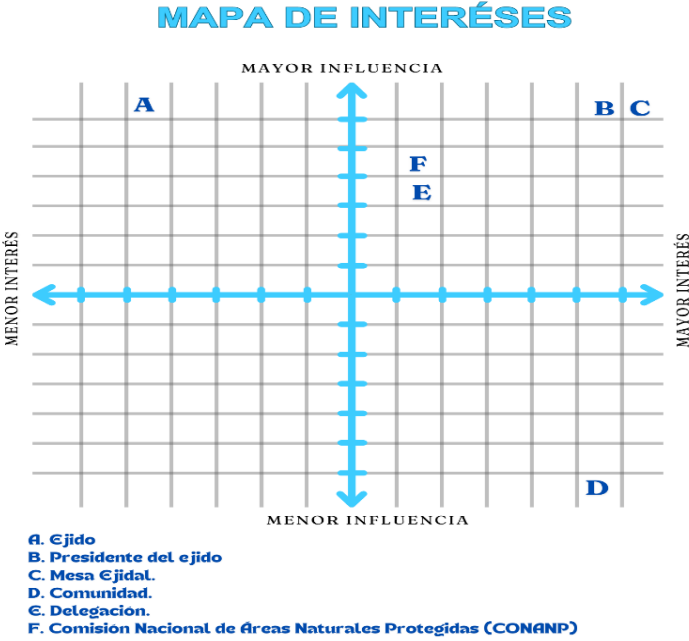 MAPA DE INTERÉSES
MAYOR INFLUENCIA
A
B C
F
E
MENOR INTERÉS
MAYOR INTERÉS
D
MENOR INFLUENCIA
A. Ejido
B. Presidente del ejido
C. Mesa Ejidal.
D. Comunidad.
E. Delegación.
F. Comisión Nacional de Áreas Naturales Protegidas (CONANP)